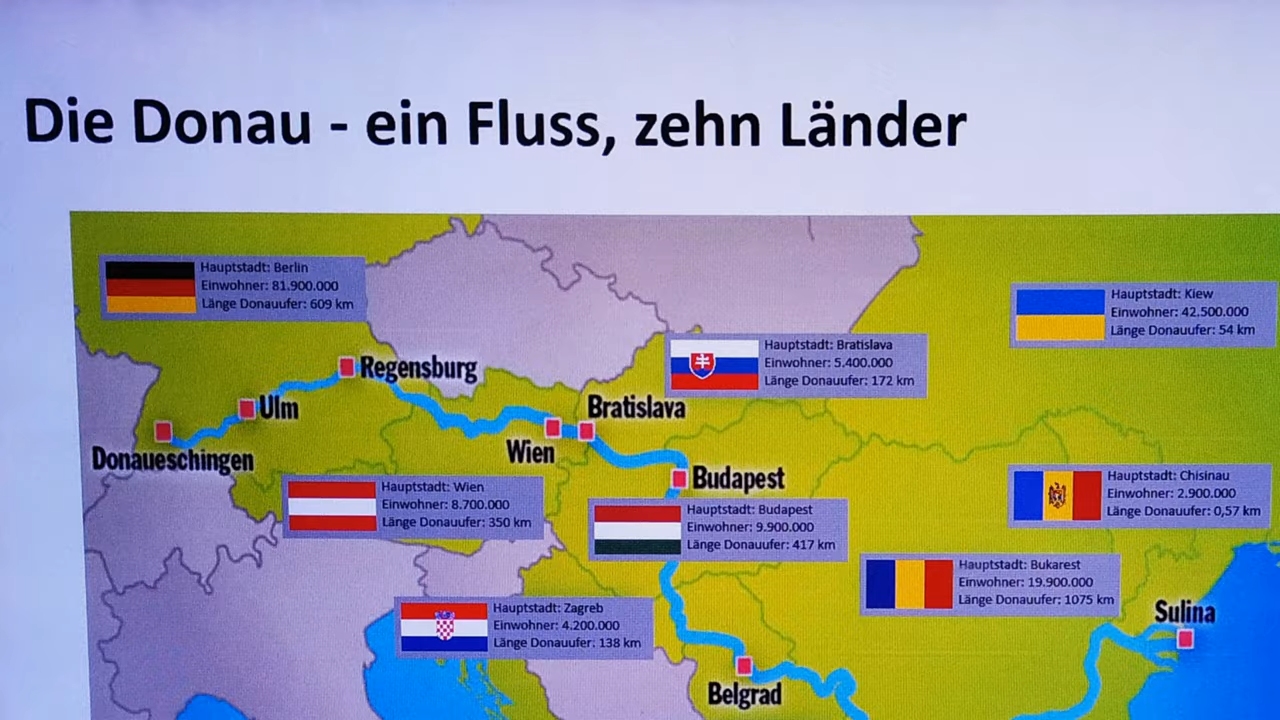 Die Donau - ein Fluss, zehn Länder
Hauptstadt: Berlin
Einwohner: 81.900.000
Länge Donauufer: 609 km
Hauptstadt: Kiew
Einwohner: 42.500.000
Länge Donauufer: 54 km
Hauptstadt: Bratislava
Einwohner: 5.400.000
Länge Donauufer: 172 km
Regensburg
Ulm
Bratislava
Donaueschingen
Wien
Budapest
Hauptstadt: Chisinau
Einwohner: 2.900.000
Länge Donauufer: 0,57 km
Hauptstadt: Wien
Einwohner: 8.700.000
Länge Donauufer: 350 km
Hauptstadt: Budapest
Einwohner: 9.900.000
Länge Donauufer: 417 km
Hauptstadt: Bukarest
Einwohner: 19.900.000
Länge Donauufer: 1075 km
Hauptstadt: Zagreb
Einwohner: 4.200.000
Länge Donauufer: 138 km
Sulina
Belgrad